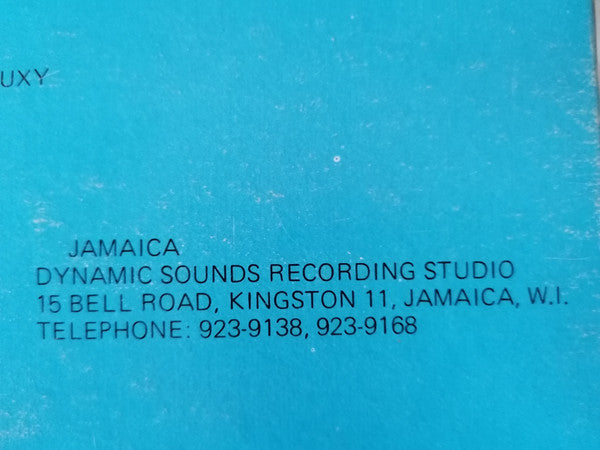 UXY
JAMAICA
DYNAMIC SOUNDS RECORDING STUDIO
15 BELL ROAD, KINGSTON 11, JAMAICA, W.I.
TELEPHONE: 923-9138, 923-9168